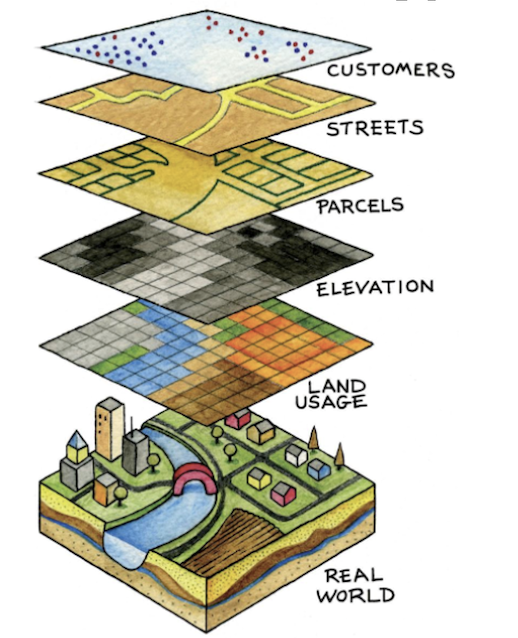 CUSTOMERS
STREETS
PARCELS
ELEVATION
LAND
USAGE
REAL
WORLD